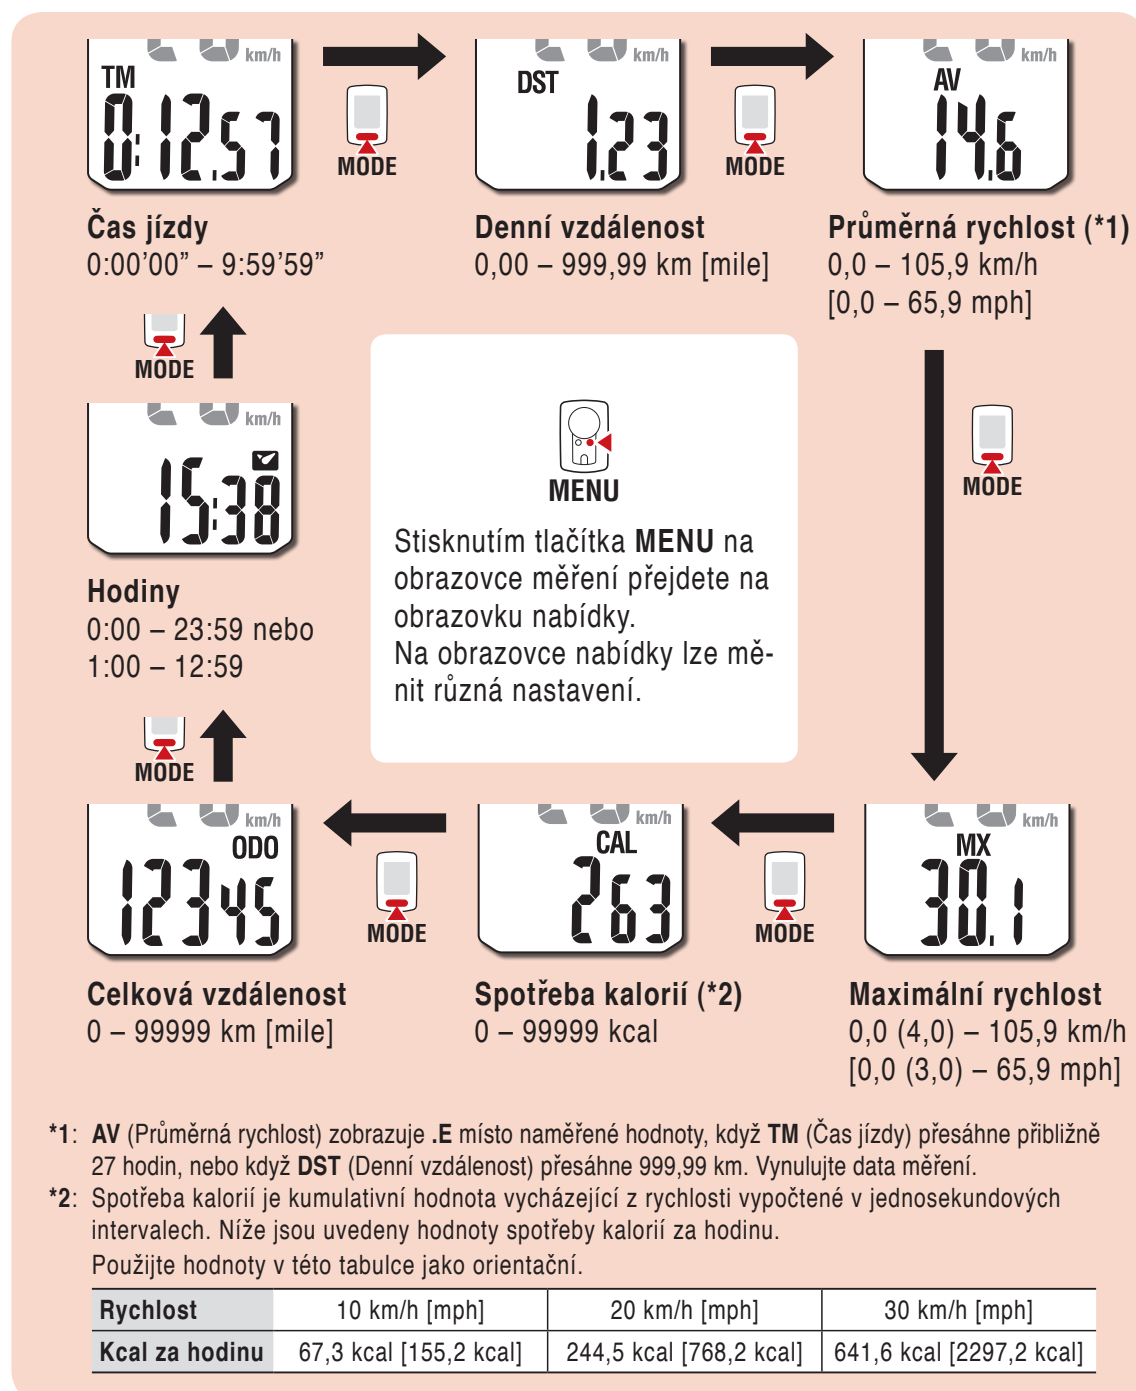 km/h
TM
0:12.57
MODE
km/h
DST
1.23
MODE
km/h
AV
14.6
Čas jízdy
0:00’00” – 9:59’59”
Denní vzdálenost
0,00 – 999,99 km [mile]
Průměrná rychlost (*1)
0,0 – 105,9 km/h
[0,0 – 65,9 mph]
MODE
km/h
15:38
Hodiny
0:00 – 23:59 nebo
1:00 – 12:59
MENU
Stisknutím tlačítka MENU na
obrazovce měření přejdete na
obrazovku nabídky.
Na obrazovce nabídky lze mě-
nit různá nastavení.
MODE
MODE
km/h
ODO
12345
MODE
km/h
CAL
263
MODE
km/h
MX
30.1
Celková vzdálenost
0 – 99999 km [mile]
Spotřeba kalorií (*2)
0 – 99999 kcal
Maximální rychlost
0,0 (4,0) – 105,9 km/h
[0,0 (3,0) – 65,9 mph]
*1: AV (Průměrná rychlost) zobrazuje .E místo naměřené hodnoty, když TM (Čas jízdy) přesáhne přibližně
27 hodin, nebo když DST (Denní vzdálenost) přesáhne 999,99 km. Vynulujte data měření.
*2: Spotřeba kalorií je kumulativní hodnota vycházející z rychlosti vypočtené v jednosekundových
intervalech. Níže jsou uvedeny hodnoty spotřeby kalorií za hodinu.
Použijte hodnoty v této tabulce jako orientační.
Rychlost 10 km/h [mph] 20 km/h [mph] 30 km/h [mph]
Kcal za hodinu 67,3 kcal [155,2 kcal] 244,5 kcal [768,2 kcal] 641,6 kcal [2297,2 kcal]